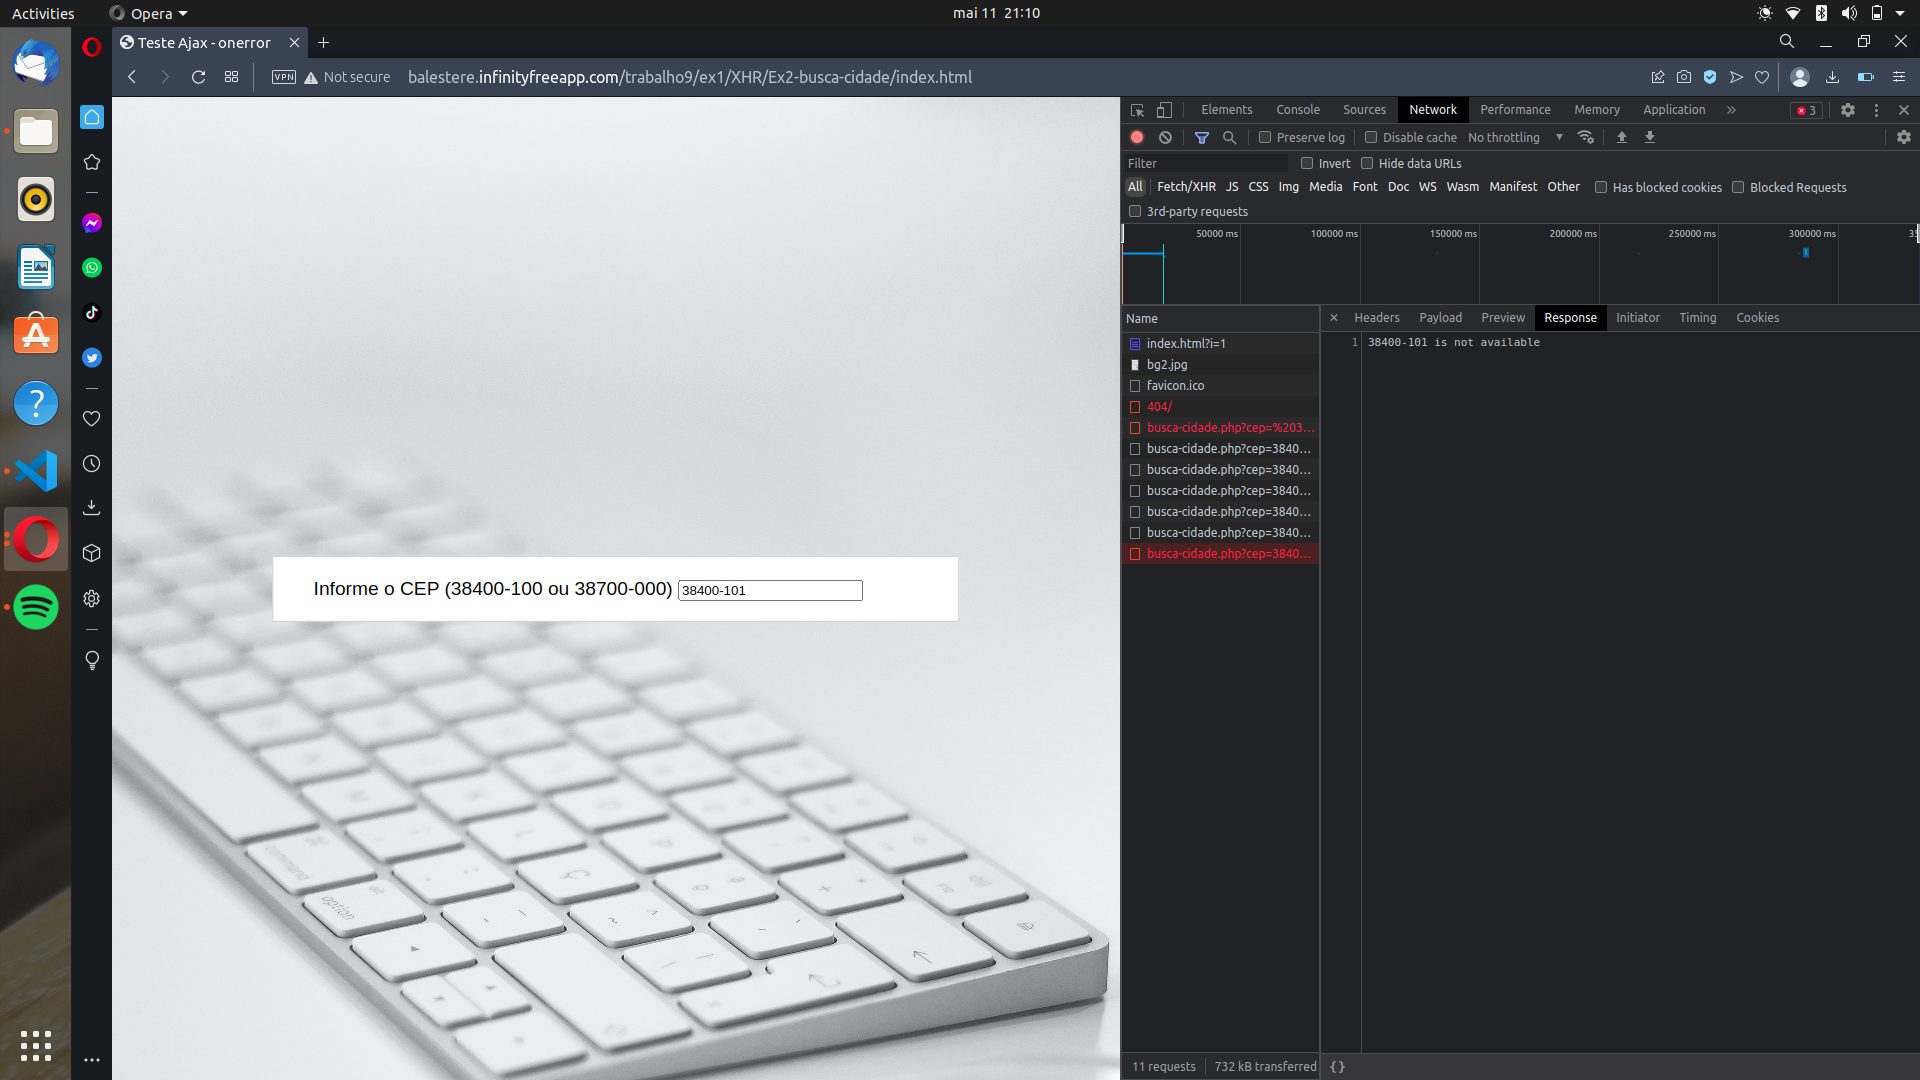 Activities
Opera
mai 11 21:10
Teste Ajax - onerror
VPN
Not secure
balestere.infinityfreeapp.com/trabalho9/ex1/XHR/Ex2-busca-cidade/index.html
Elements
Console
Sources
Network
Performance
Memory
Application
»
3
Preserve log
Disable cache
No throttling
Filter
Invert
Hide data URLs
All
Fetch/XHR
JS
CSS
Img
Media
Font
Doc
WS
Wasm
Manifest
Other
Has blocked cookies
Blocked Requests
3rd-party requests
50000 ms
100000 ms
150000 ms
200000 ms
250000 ms
300000 ms
Name
Headers
Payload
Preview
Response
Initiator
Timing
Cookies
index.html?i=1
bg2.jpg
favicon.ico
404/
busca-cidade.php?cep=%203...
busca-cidade.php?cep=3840...
busca-cidade.php?cep=3840...
busca-cidade.php?cep=3840...
busca-cidade.php?cep=3840...
busca-cidade.php?cep=3840...
busca-cidade.php?cep=3840...
1
38400-101 is not available
Informe o CEP (38400-100 ou 38700-000)
38400-101
command
alt
option
11 requests
732 kB transferred
{ }